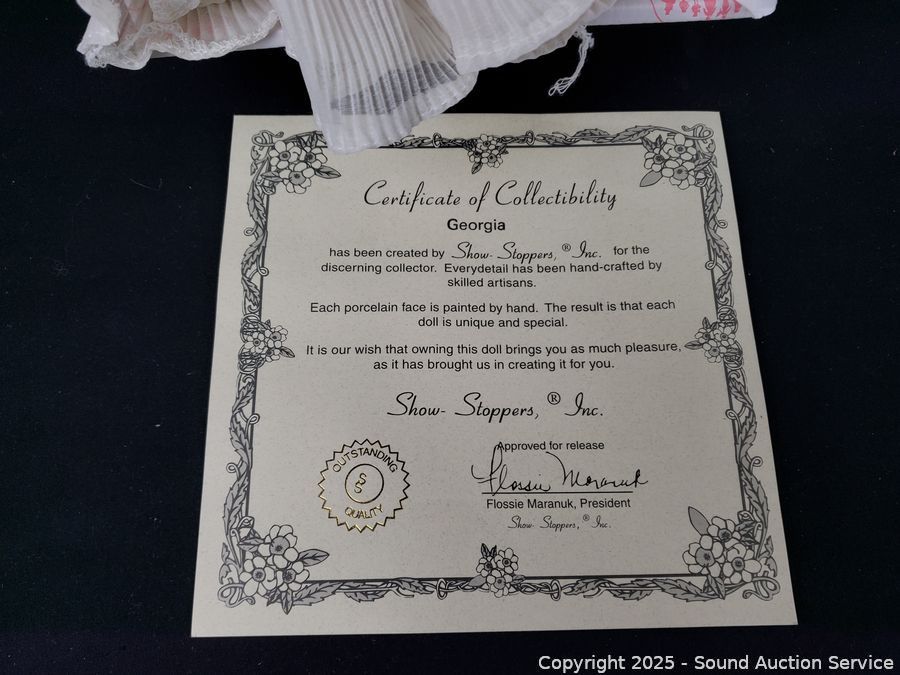 Certificate of Collectibility
Georgia
has been created by Show-Stoppers,® Inc. for the
discerning collector. Everydetail has been hand-crafted by
skilled artisans.
Each porcelain face is painted by hand. The result is that each
doll is unique and special.
It is our wish that owning this doll brings you as much pleasure,
as it has brought us in creating it for you.
Show-Stoppers,® Inc.
OUTSTANDING
SS
QUALITY
Approved for release
Flossie Maranuk
Flossie Maranuk, President
Show-Stoppers,® Inc.
Copyright 2025 - Sound Auction Service